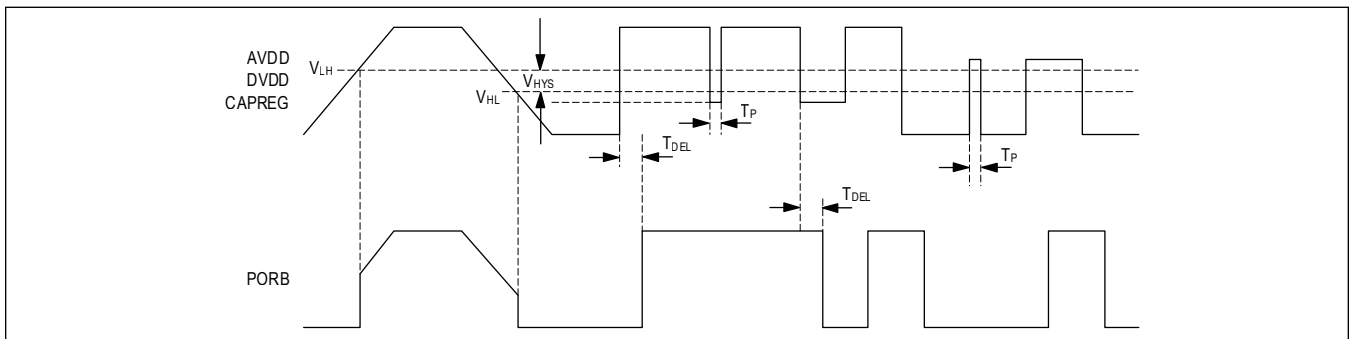 AVDD
DVDD
CAPREG
VLH
VHYS
VHL
TP
TDEL
TP
TDEL
PORB